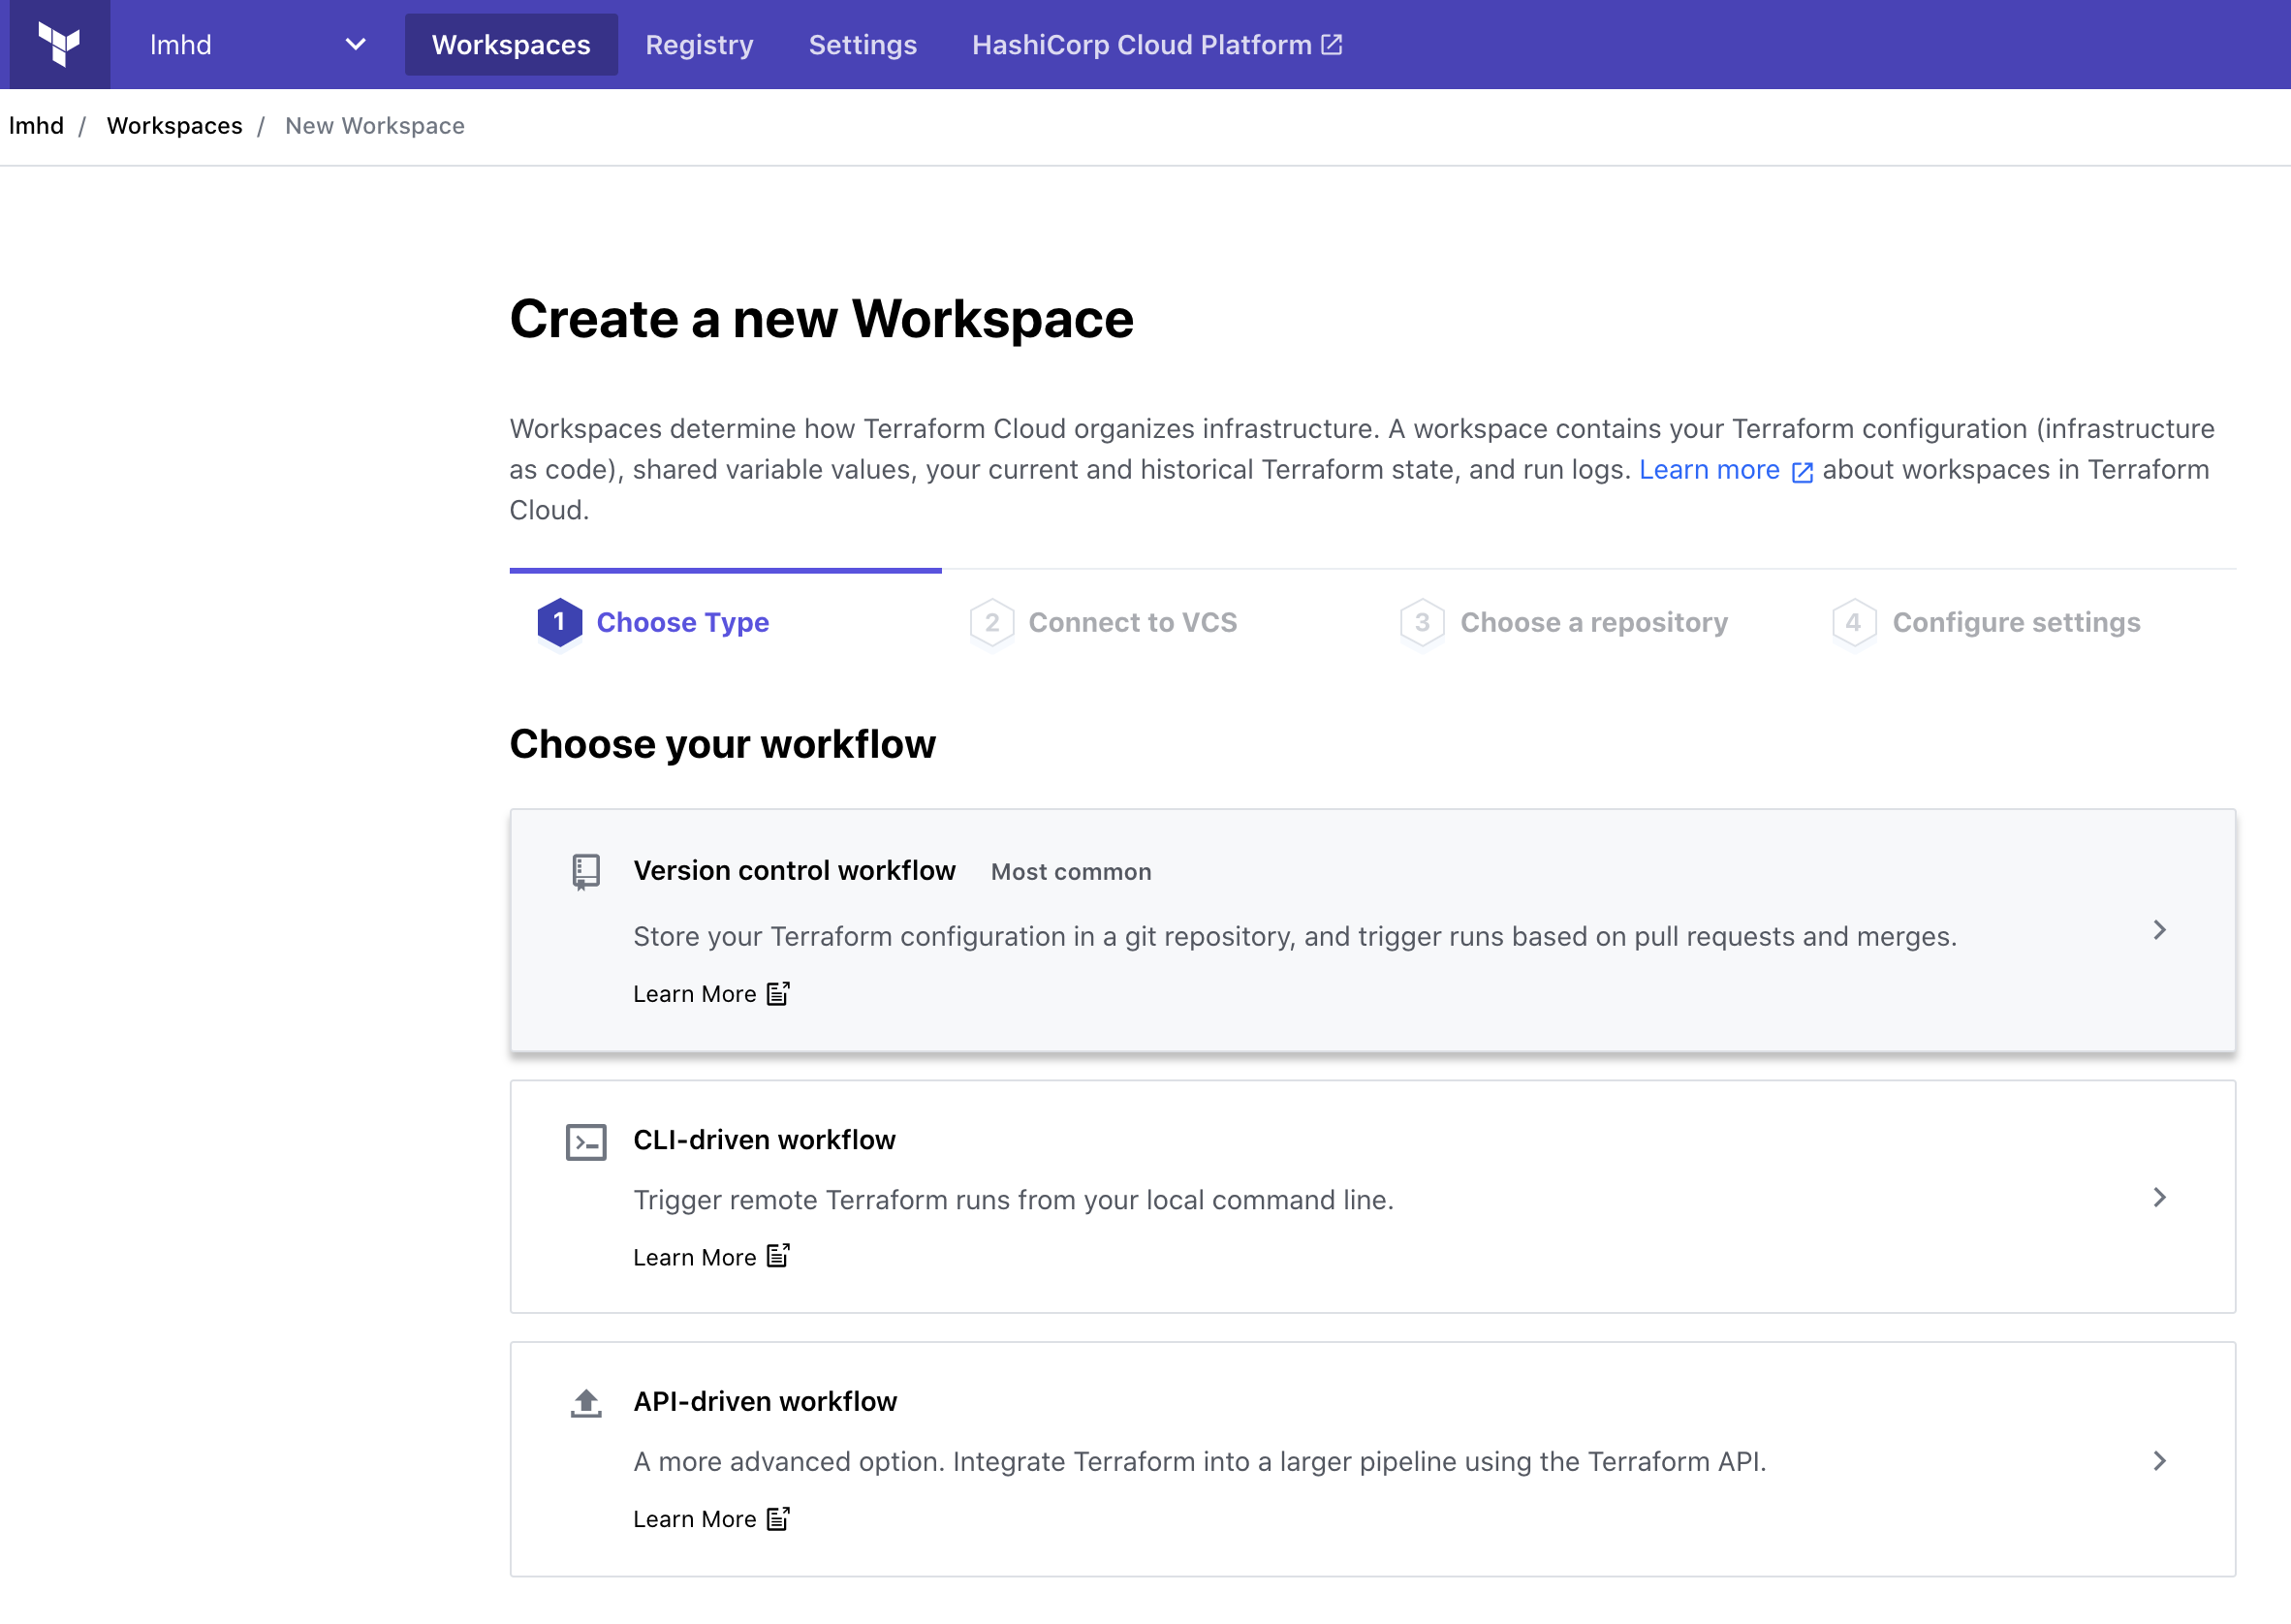 lmhd Workspaces Registry Settings HashiCorp Cloud Platform
lmhd / Workspaces / New Workspace
Create a new Workspace
Workspaces determine how Terraform Cloud organizes infrastructure. A workspace contains your Terraform configuration (infrastructure
as code), shared variable values, your current and historical Terraform state, and run logs. Learn more about workspaces in Terraform
Cloud.
1 Choose Type 2 Connect to VCS 3 Choose a repository 4 Configure settings
Choose your workflow
Version control workflow Most common
Store your Terraform configuration in a git repository, and trigger runs based on pull requests and merges.
Learn More
CLI-driven workflow
Trigger remote Terraform runs from your local command line.
Learn More
API-driven workflow
A more advanced option. Integrate Terraform into a larger pipeline using the Terraform API.
Learn More